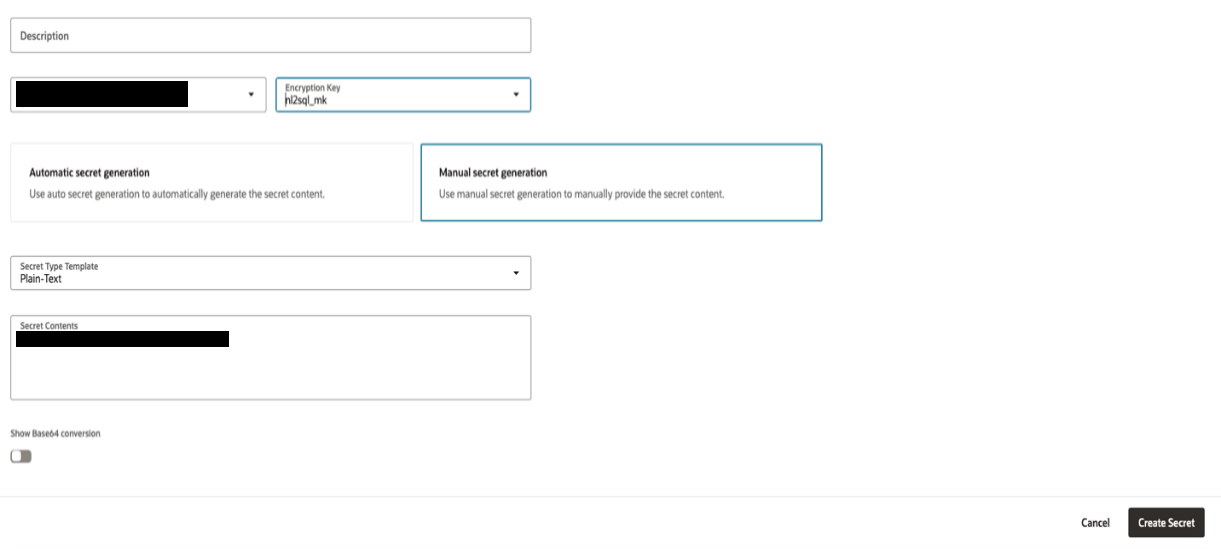 Description
Encryption Key
nl2sql_mk
Automatic secret generation
Use auto secret generation to automatically generate the secret content.
Manual secret generation
Use manual secret generation to manually provide the secret content.
Secret Type Template
Plain-Text
Secret Contents
Show Base64 conversion
Cancel
Create Secret